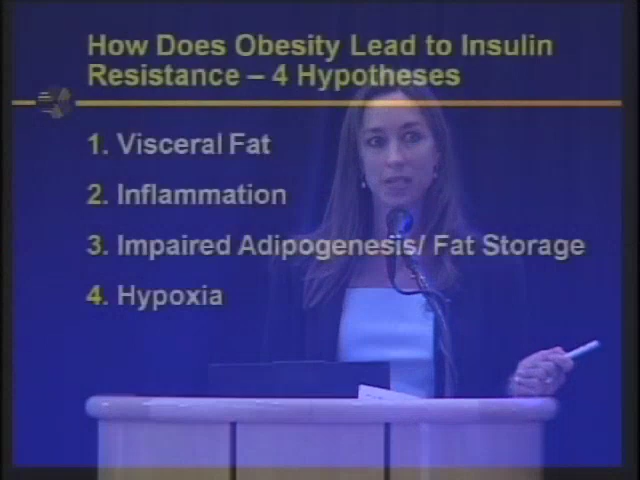 How Does Obesity Lead to Insulin
Resistance – 4 Hypotheses
1. Visceral Fat
2. Inflammation
3. Impaired Adipogenesis/ Fat Storage
4. Hypoxia